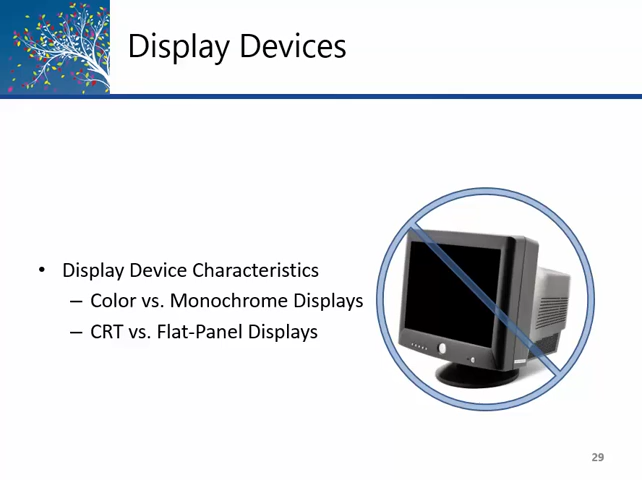 Display Devices
• Display Device Characteristics
– Color vs. Monochrome Displays
– CRT vs. Flat-Panel Displays
29